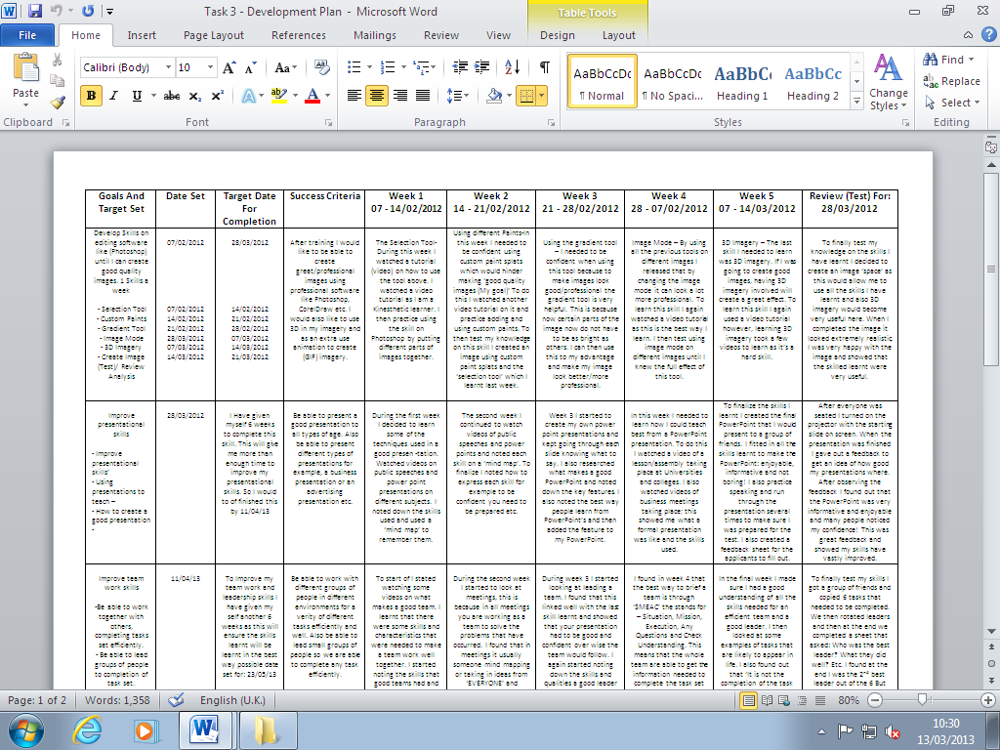 Task 3 - Development Plan - Microsoft Word
Table Tools
File
Home
Insert
Page Layout
References
Mailings
Review
View
Design
Layout
Paste
Calibri (Body)
10
Clipboard
Font
Paragraph
AaBbCcDc
¶ Normal
AaBbCcDc
¶ No Spaci...
AaBbC
Heading 1
AaBbCc
Heading 2
Change
Styles
Styles
Find
Replace
Select
Editing
Goals And
Target Set
Date Set
Target Date
For
Completion
Success Criteria
Week 1
07 - 14/02/2012
Week 2
14 - 21/02/2012
Week 3
21 - 28/02/2012
Week 4
28 - 07/02/2012
Week 5
07 - 14/03/2012
Review (Test) For:
28/03/2012
Develop Skills on
editing software
like (Photoshop)
until I can create
good quality
images. 1 Skills a
week
- Selection Tool
- Custom Paints
- Gradient Tool
- Image Mode
- 3D Imagery
- Create Image
(Test)/ Review
Analysis
07/02/2012
07/02/2012
14/02/2012
21/02/2012
28/03/2012
07/03/2012
14/03/2012
28/03/2012
14/02/2012
21/02/2012
28/02/2012
07/03/2012
14/03/2012
21/03/2012
After training I would
like to be able to
create
great/professional
images using
professional software
like Photoshop,
CorelDraw etc. I
would also like to use
3D in my imagery and
as an extra use
animation to create
(GIF) imagery.
The Selection Tool-
During this week I
watched a tutorial
(video) on how to use
the tool above. I
watched a video
tutorial as I am a
Kinesthetic learner. I
then practice using
the skill on
Photoshop by putting
different parts of
images together.
Using different Paints-In
this week I needed to
be confident using
custom paint splats
which would hinder
making 'good quality
images (My goal)' To do
this I watched another
video tutorial on it and
practice adding and
using custom paints. To
then test my knowledge
on this skill I created an
image using custom
paint splats and the
'selection tool' which I
learnt last week.
Using the gradient tool
– I needed to be
confident when using
this tool because to
make images look
good/professional the
gradient tool is very
helpful. This is because
now certain parts of the
image now do not have
to be as bright as
others. I can then use
this to my advantage
and make my image
look better/more
professional.
Image Mode – By using
all the previous tools on
different images I
released that by
changing the image
mode it can look a lot
more professional. To
learn this skill I again
watched a video tutorial
as this is the best way I
learn. I then test using
image mode on
different images until I
knew the full effect of
this tool.
3D Imagery – The last
skill I needed to learn
was 3D imagery. If I was
going to create good
images, having 3D
imagery involved will
create a great effect. To
learn this skill I again
used a video tutorial
however, learning 3D
imagery took a few
videos to learn as it's a
hard skill.
To finally test my
knowledge on the skills I
have learnt I decided to
create an image 'space' as
this would allow me to
use all the skills I have
learnt and also 3D
imagery would become
very useful here. When I
completed the image it
looked extremely realistic
I was very happy with the
image and showed that
the skilled learnt were
very useful.
Improve
presentational
skills
- Improve
presentational
skills'
- Using
presentations to
teach –
- How to create a
good presentation
-
28/03/2012
I Have given
myself 6 weeks
to complete this
skill. This will give
me more than
enough time to
improve my
presentational
skills. So I would
to of finished this
by 11/04/13
Be able to present a
good presentation to
all types of age. Also
be able to present
different types of
presentations for
example, a business
presentation or an
advertising
presentation etc.
During the first week
I decided to learn
some of the
techniques used in a
good presen-tation.
Watched videos on
public speeches and
power point
presentations on
different subjects. I
noted down the skills
used and used a
'mind map' to
remember them.
The second week I
continued to watch
videos of public
speeches and power
points and noted each
skill on a 'mind map'. To
finalize I noted how to
express each skill for
example to be
confident you need to
be prepared etc.
Week 3 I started to
create my own power
point presentations and
kept going through each
slide knowing what to
say. I also researched
what makes a good
PowerPoint and noted
down the key features. I
also noted the best way
people learn from
PowerPoint's and then
added the feature to
my PowerPoint.
In this week I needed to
learn how I could teach
best from a PowerPoint
presentation. To do this
I watched a video of a
lesson/assembly taking
place at Universities
and colleges. I also
watched videos of
business meetings
taking place; this
showed me what a
formal presentation
was like and the skills
used.
To finalize the skills I
learnt I created the final
PowerPoint that I would
present to a group of
friends. I fitted in all the
skills learnt to make the
PowerPoint; enjoyable,
informative and not
boring! I also practice
speaking and run
through the
presentation several
times to make sure I
was prepared for the
test. I also created a
feedback sheet for the
applicants to fill out.
After everyone was
seated I turned on the
projector with the starting
slide on screen. When the
presentation was finished
I gave out a feedback to
get an idea of how good
my presentations where.
After observing the
feedback I found out that
the PowerPoint was very
informative and enjoyable
and many people noticed
my confidence! This was
great feedback and
showed my skills have
vastly improved.
Improve team
work skills
-Be able to work
together with
others,
completing tasks
set efficiently.
- Be able to lead
groups of people
to completion of
task set.
11/04/13
To improve my
team work and
leadership skills I
have given my
self another 6
weeks as this will
ensure the skills
learnt will be
learnt in the best
way possible date
set for: 23/05/13
Be able to work with
different groups of
people in different
environments for a
verity of different
tasks efficiently and
well. Also be able to
lead small groups of
people so we are able
to complete any task
efficiently.
To start of I stated
watching some
videos on what
makes a good team. I
learnt that there
were some skills and
characteristics that
were needed to make
a team work well
together. I started
noting the skills that
good teams had and
During the second week
I started to look at
meetings, this is
because in all meetings
you are working as a
team to solve the
problems that have
occurred. I found that in
meetings it usually
someone mind mapping
or taking in ideas from
'EVERYONE' and
During week 3 I started
looking at leading a
team. I found that this
linked well with the last
skill learnt and showed
that your presentation
had to be good and
confident over wise the
team would follow. I
again started noting
down the skills and
qualities a good leader
I found in week 4 that
the best way to brief a
team is through
'SMEAC' the stands for
– Situation, Mission,
Execution, Any
Questions and Check
Understanding. This
means that the whole
team are able to get the
information needed to
complete the task set
In the final week I made
sure I had a good
understanding of all the
skills needed for an
efficient team and a
good leader. I then
looked at some
examples of tasks that
are likely to appear in
life. I also found out
that 'it is not the
completion of the task
To finally test my skills I
got a group of friends and
copied 6 tasks that
needed to be completed.
We then rotated leaders
and then at the end we
completed a sheet that
asked: Who was the best
leader? What they did
well? Etc. I found at the
end I was the 2nd best
leader out of the 6 But
Page: 1 of 2
Words: 1,358
English (U.K.)
80%
10:30
13/03/2013